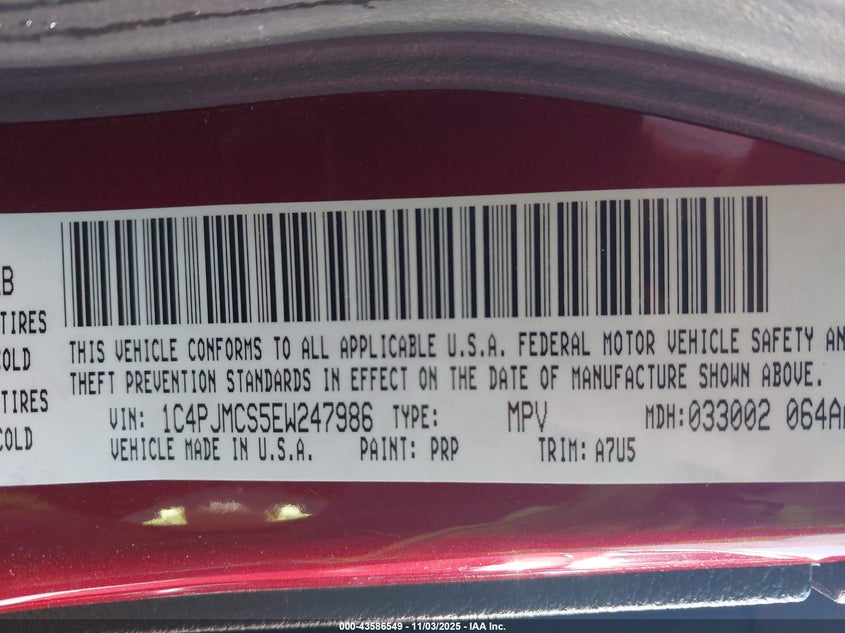 B
TIRES
COLD
TIRES
COLD
THIS VEHICLE CONFORMS TO ALL APPLICABLE U.S.A. FEDERAL MOTOR VEHICLE SAFETY AN
THEFT PREVENTION STANDARDS IN EFFECT ON THE DATE OF MANUFACTURE SHOWN ABOVE.
VIN: 1C4PJMCS5EW247986 TYPE: MPV MDH:033002 064A
VEHICLE MADE IN U.S.A. PAINT: PRP TRIM: A7U5
000-43586549 - 11/03/2025 - IAA Inc.